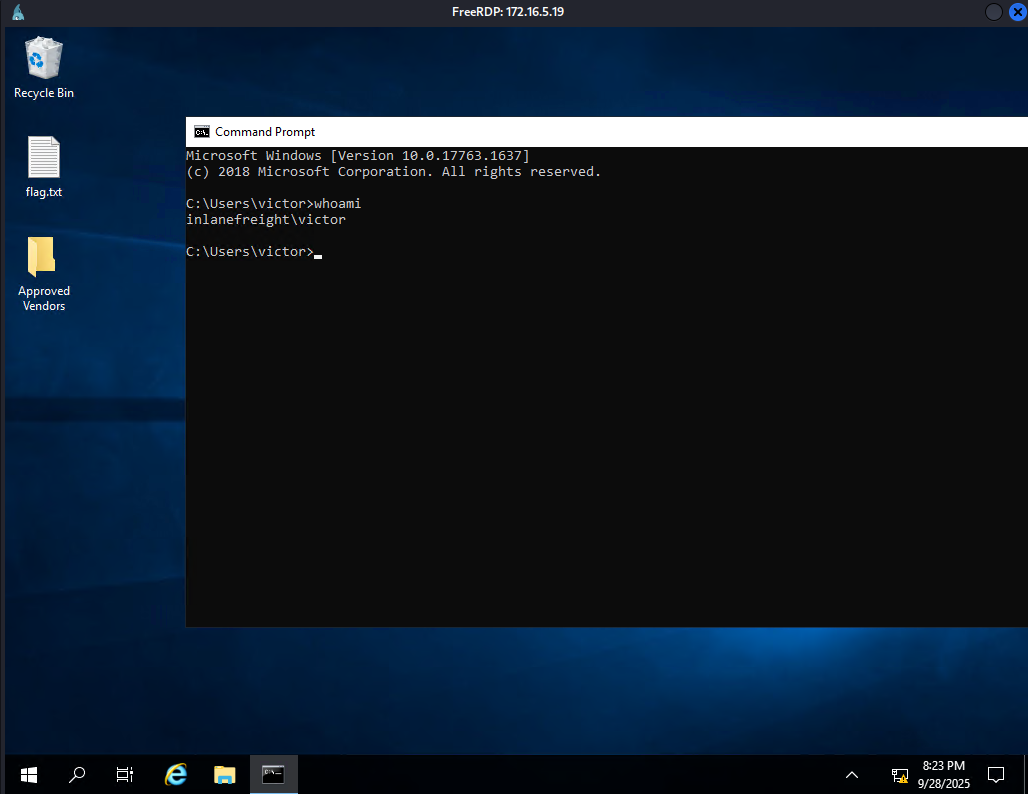 FreeRDP: 172.16.5.19
Recycle Bin
flag.txt
Approved
Vendors
Command Prompt
Microsoft Windows [Version 10.0.17763.1637]
(c) 2018 Microsoft Corporation. All rights reserved.
C:\Users\victor>whoami
inlanefreight\victor
C:\Users\victor>
8:23 PM
9/28/2025